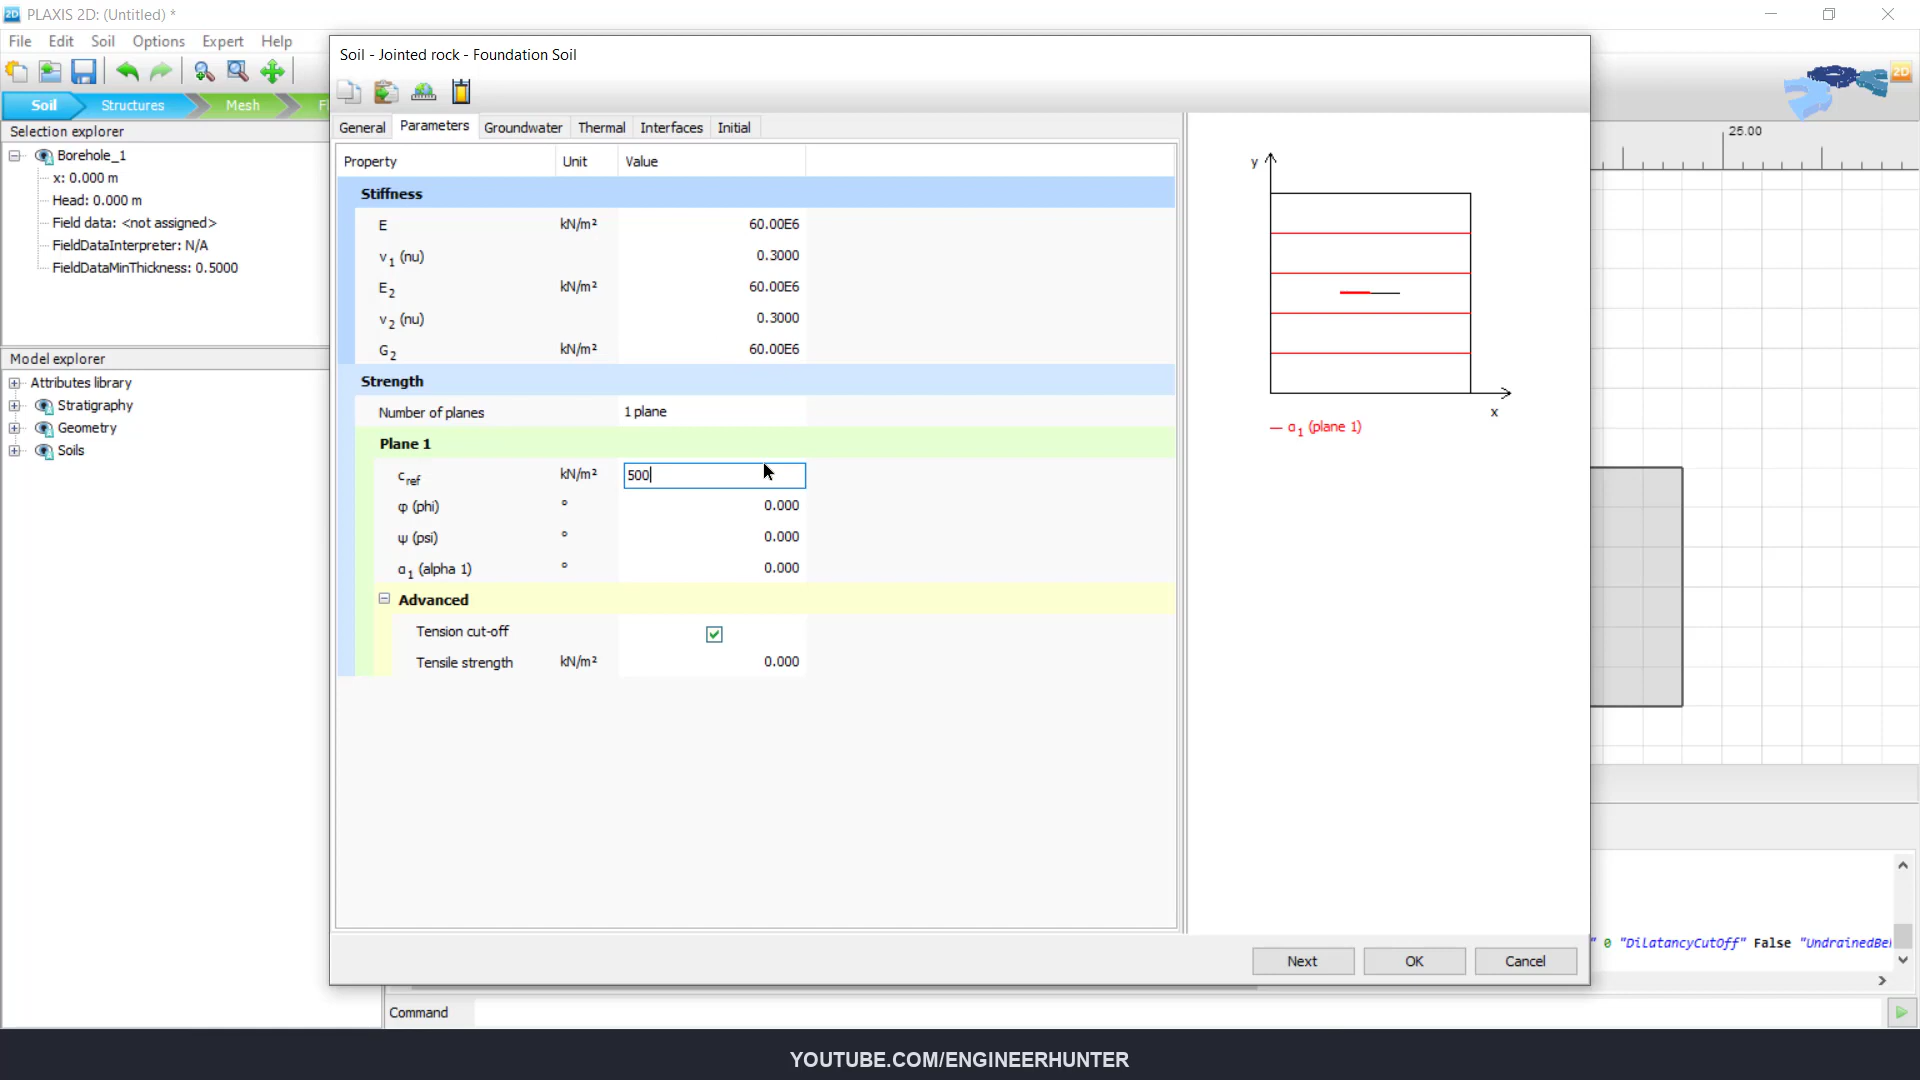 2D PLAXIS 2D: (Untitled) *
File Edit Soil Options Expert Help
Soil Structures Mesh
Selection explorer
Borehole_1
x: 0.000 m
Head: 0.000 m
Field data: <not assigned>
FieldDataInterpreter: N/A
FieldDataMinThickness: 0.5000
Model explorer
Attributes library
Stratigraphy
Geometry
Soils
Soil - Jointed rock - Foundation Soil
General Parameters Groundwater Thermal Interfaces Initial
Property Unit Value
Stiffness
E kN/m² 60.00E6
ν1 (nu) 0.3000
E2 kN/m² 60.00E6
ν2 (nu) 0.3000
G2 kN/m² 60.00E6
Strength
Number of planes 1 plane
Plane 1
cref kN/m² 500
φ (phi) ° 0.000
ψ (psi) ° 0.000
α1 (alpha 1) ° 0.000
Advanced
Tension cut-off
Tensile strength kN/m² 0.000
y
x
α1 (plane 1)
Next OK Cancel
2D
25.00
" 0 "DilatancyCutOff" False "UndrainedBe
Command
YOUTUBE.COM/ENGINEERHUNTER